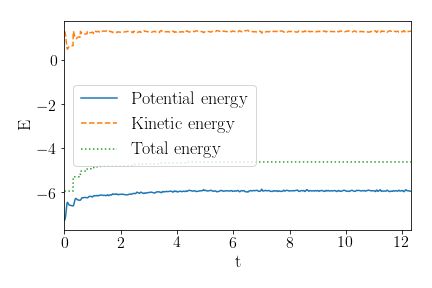 E
0
−2
−4
−6
Potential energy
Kinetic energy
Total energy
0 2 4 6 8 10 12
t